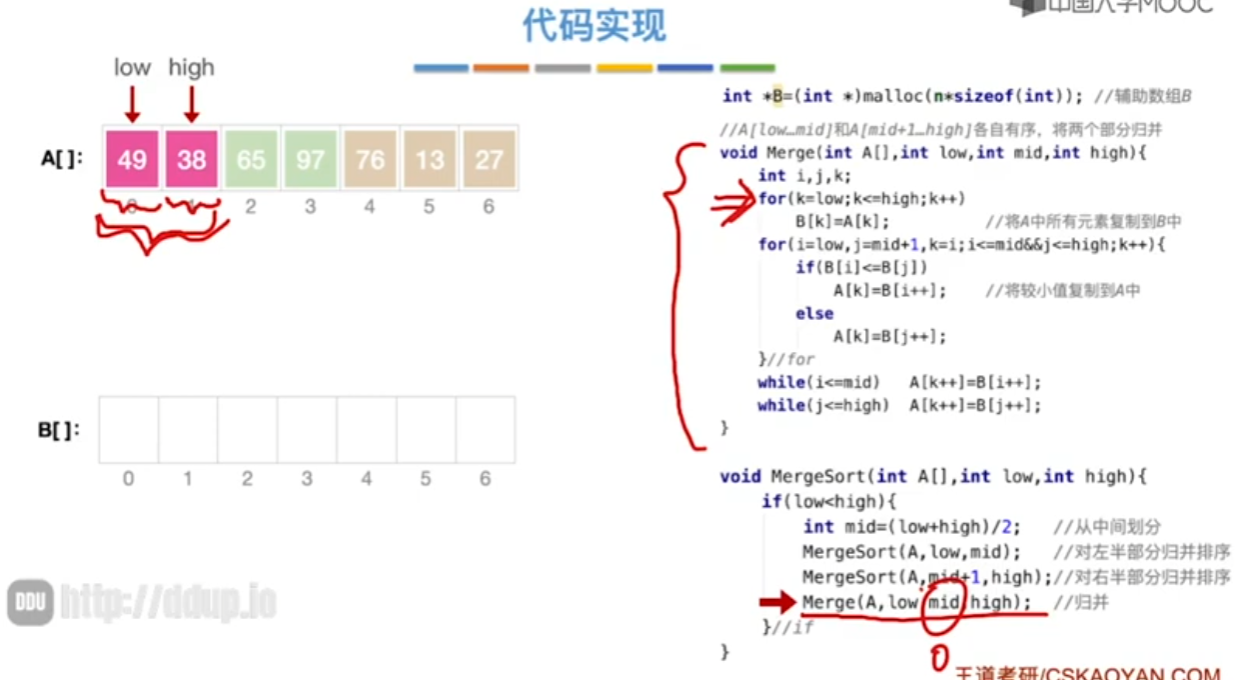 中国大学MOOC
代码实现
low high
A[ ]: 49 38 65 97 76 13 27
0 1 2 3 4 5 6
B[ ]:
0 1 2 3 4 5 6
int *B=(int *)malloc(n*sizeof(int)); //辅助数组B
//A[low…mid]和A[mid+1…high]各自有序，将两个部分归并
void Merge(int A[],int low,int mid,int high){
int i,j,k;
for(k=low;k<=high;k++)
B[k]=A[k]; //将A中所有元素复制到B中
for(i=low,j=mid+1,k=i;i<=mid&&j<=high;k++){
if(B[i]<=B[j])
A[k]=B[i++]; //将较小值复制到A中
else
A[k]=B[j++];
}//for
while(i<=mid) A[k++]=B[i++];
while(j<=high) A[k++]=B[j++];
}
void MergeSort(int A[],int low,int high){
if(low<high){
int mid=(low+high)/2; //从中间划分
MergeSort(A,low,mid); //对左半部分归并排序
MergeSort(A,mid+1,high);//对右半部分归并排序
Merge(A,low,mid,high); //归并
}//if
}
0
DDU http://ddup.io
王道考研/CSKAOYAN.COM